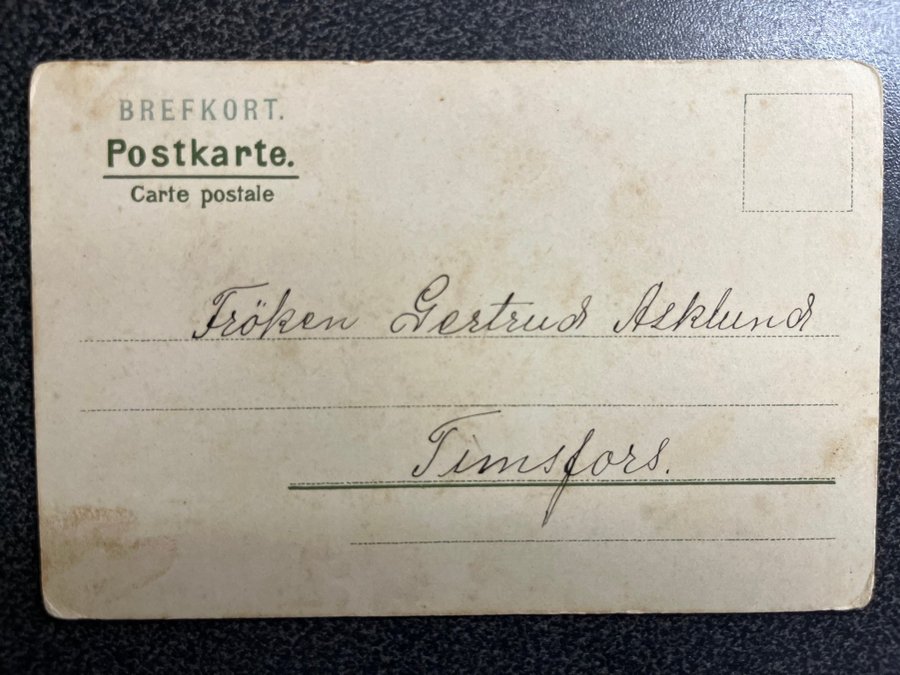 BREFKORT.
Postkarte.
Carte postale
Fröken Gertrud Asklund
Timsfors.